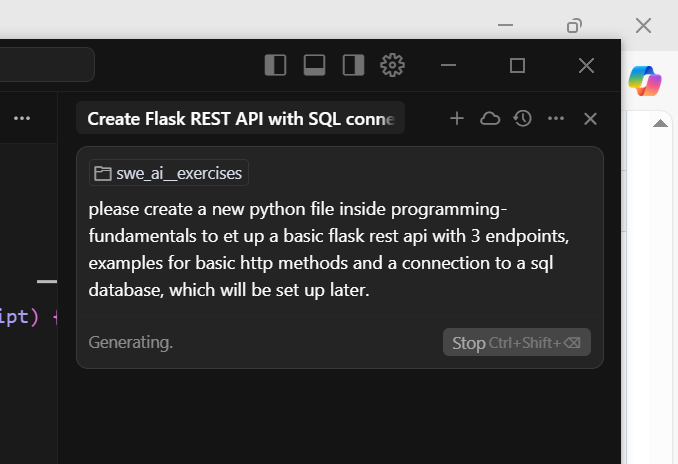 Create Flask REST API with SQL conne
swe_ai__exercises
please create a new python file inside programming-
fundamentals to et up a basic flask rest api with 3 endpoints,
examples for basic http methods and a connection to a sql
database, which will be set up later.
ipt) {
Generating.
Stop Ctrl+Shift+⌫